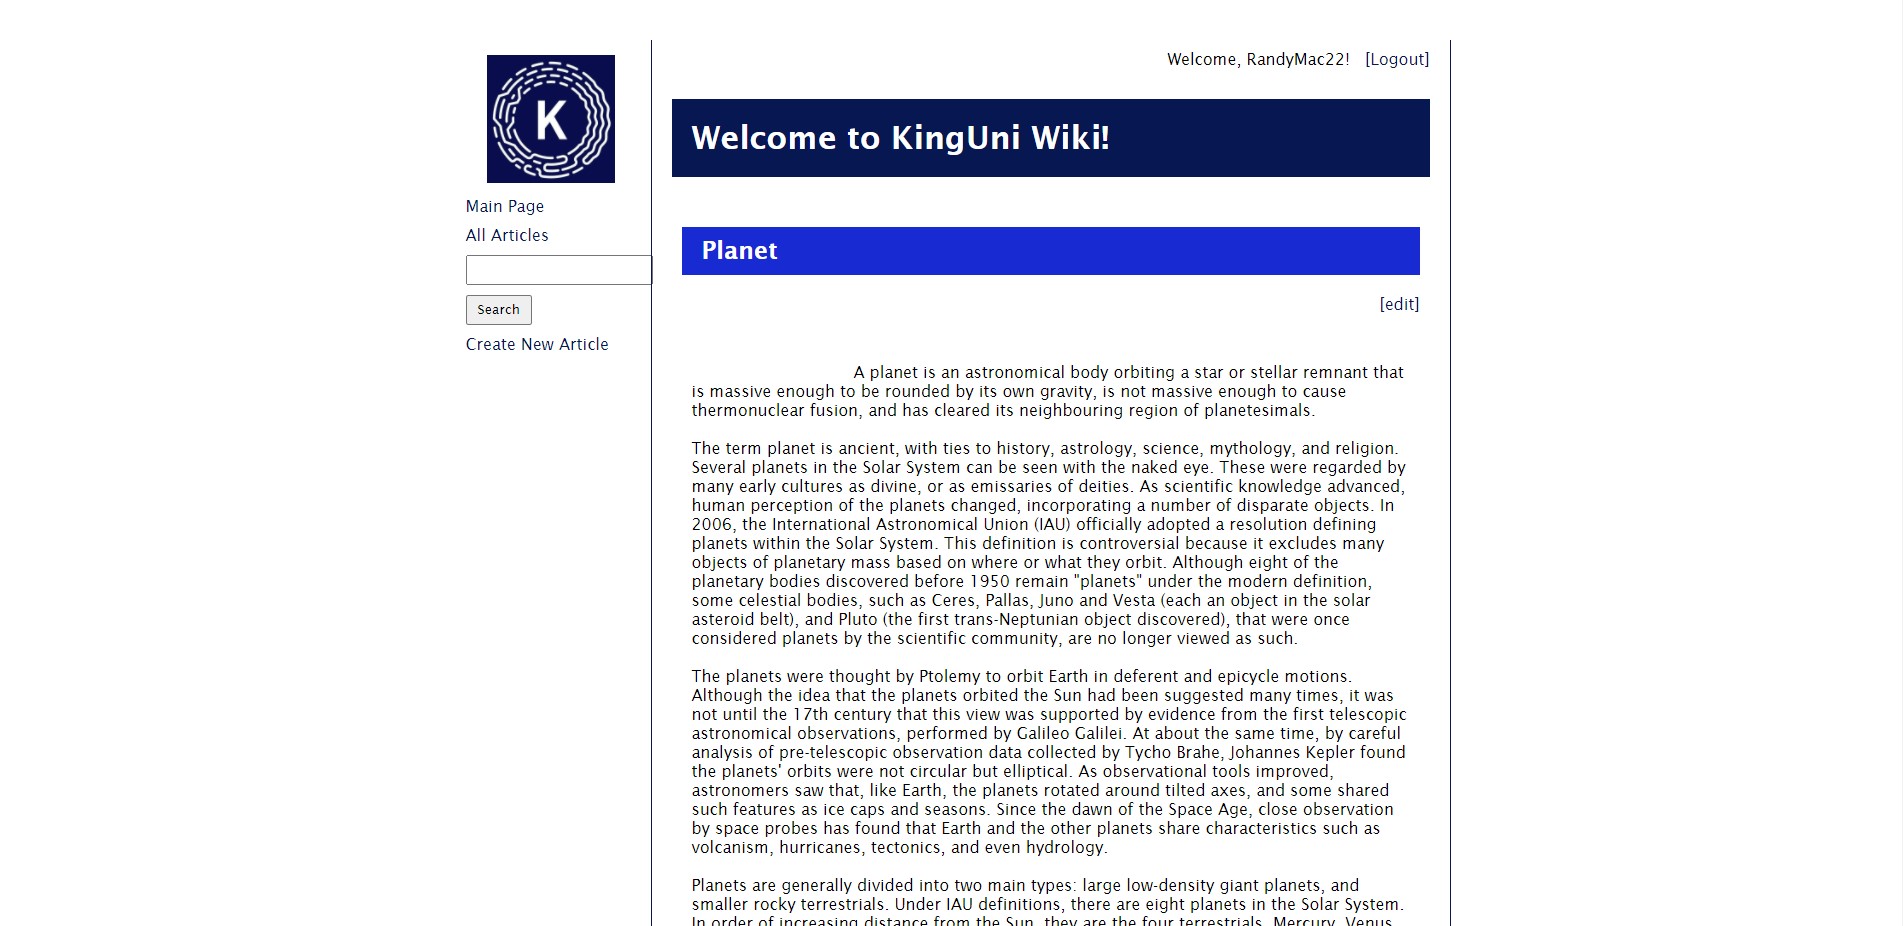 K
Main Page
All Articles
Search
Create New Article
Welcome, RandyMac22! [Logout]
Welcome to KingUni Wiki!
Planet
[edit]
A planet is an astronomical body orbiting a star or stellar remnant that
is massive enough to be rounded by its own gravity, is not massive enough to cause
thermonuclear fusion, and has cleared its neighbouring region of planetesimals.
The term planet is ancient, with ties to history, astrology, science, mythology, and religion.
Several planets in the Solar System can be seen with the naked eye. These were regarded by
many early cultures as divine, or as emissaries of deities. As scientific knowledge advanced,
human perception of the planets changed, incorporating a number of disparate objects. In
2006, the International Astronomical Union (IAU) officially adopted a resolution defining
planets within the Solar System. This definition is controversial because it excludes many
objects of planetary mass based on where or what they orbit. Although eight of the
planetary bodies discovered before 1950 remain "planets" under the modern definition,
some celestial bodies, such as Ceres, Pallas, Juno and Vesta (each an object in the solar
asteroid belt), and Pluto (the first trans-Neptunian object discovered), that were once
considered planets by the scientific community, are no longer viewed as such.
The planets were thought by Ptolemy to orbit Earth in deferent and epicycle motions.
Although the idea that the planets orbited the Sun had been suggested many times, it was
not until the 17th century that this view was supported by evidence from the first telescopic
astronomical observations, performed by Galileo Galilei. At about the same time, by careful
analysis of pre-telescopic observation data collected by Tycho Brahe, Johannes Kepler found
the planets' orbits were not circular but elliptical. As observational tools improved,
astronomers saw that, like Earth, the planets rotated around tilted axes, and some shared
such features as ice caps and seasons. Since the dawn of the Space Age, close observation
by space probes has found that Earth and the other planets share characteristics such as
volcanism, hurricanes, tectonics, and even hydrology.
Planets are generally divided into two main types: large low-density giant planets, and
smaller rocky terrestrials. Under IAU definitions, there are eight planets in the Solar System.
In order of increasing distance from the Sun, they are the four terrestrials, Mercury, Venus,